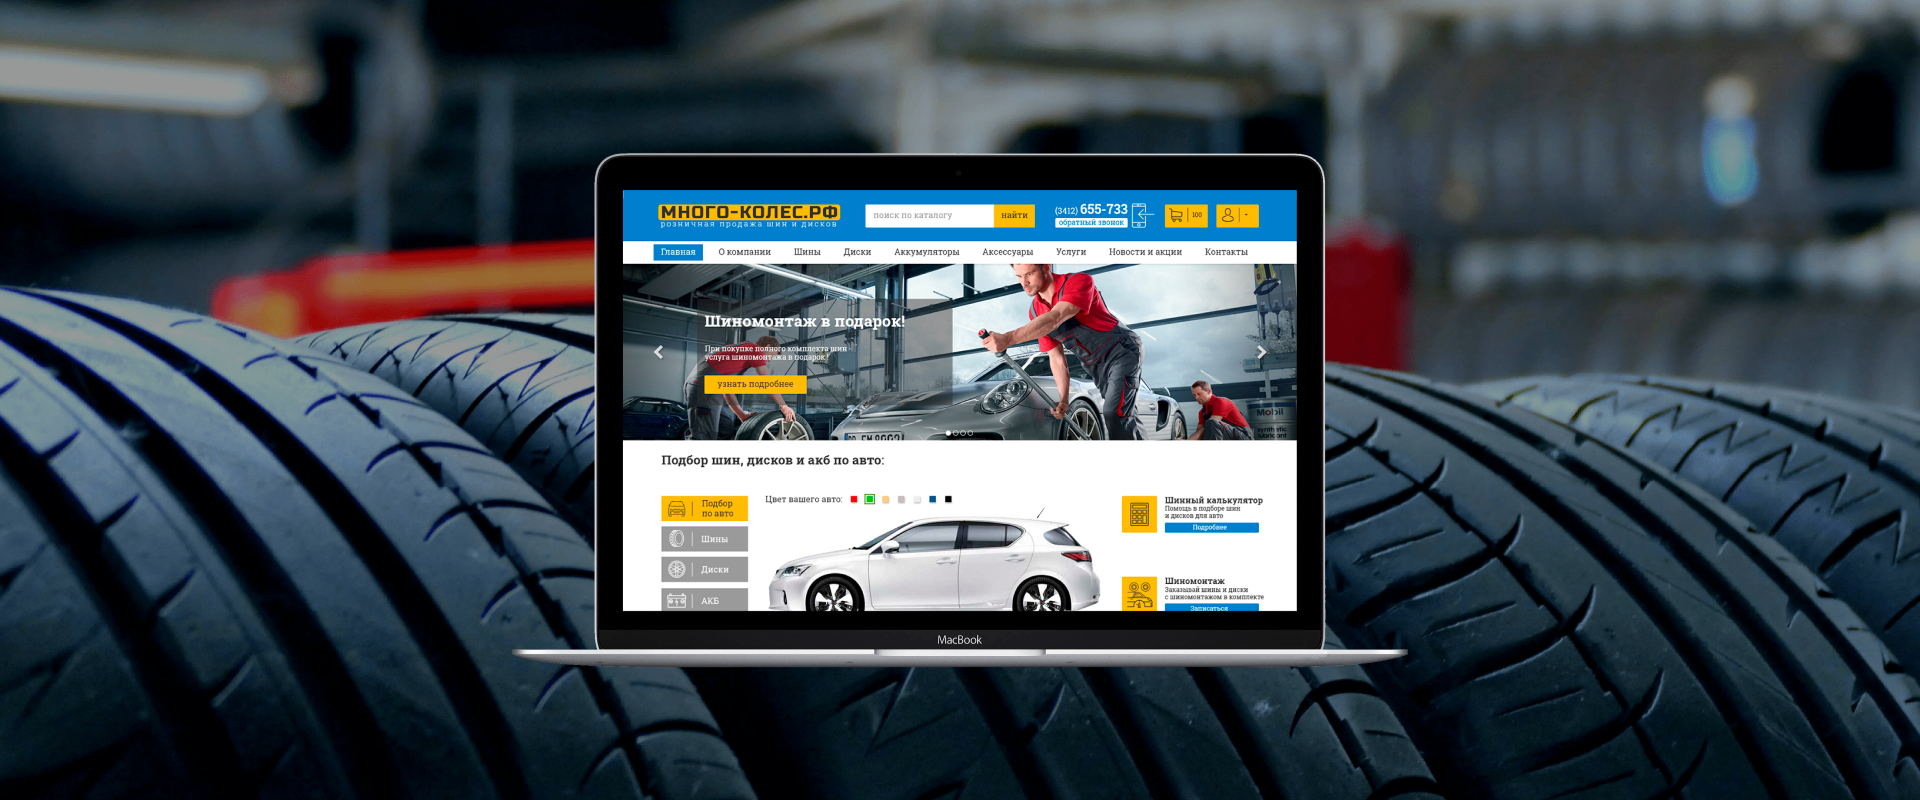 МНОГО-КОЛЕС.РФ
розничная продажа шин и дисков
поиск по каталогу
найти
(3412) 655-733
обратный звонок
100
Главная
О компании
Шины
Диски
Аккумуляторы
Аксессуары
Услуги
Новости и акции
Контакты
Шиномонтаж в подарок!
При покупке полного комплекта шин -
услуга шиномонтажа в подарок!
узнать подробнее
Mobil
synthetic
lubricant
Подбор шин, дисков и акб по авто:
Подбор
по авто
Шины
Диски
АКБ
Цвет вашего авто:
Шинный калькулятор
Помощь в подборе шин
и дисков для авто
Подробнее
Шиномонтаж
Заказывай шины и диски
с шиномонтажом в комплекте
Записаться
MacBook